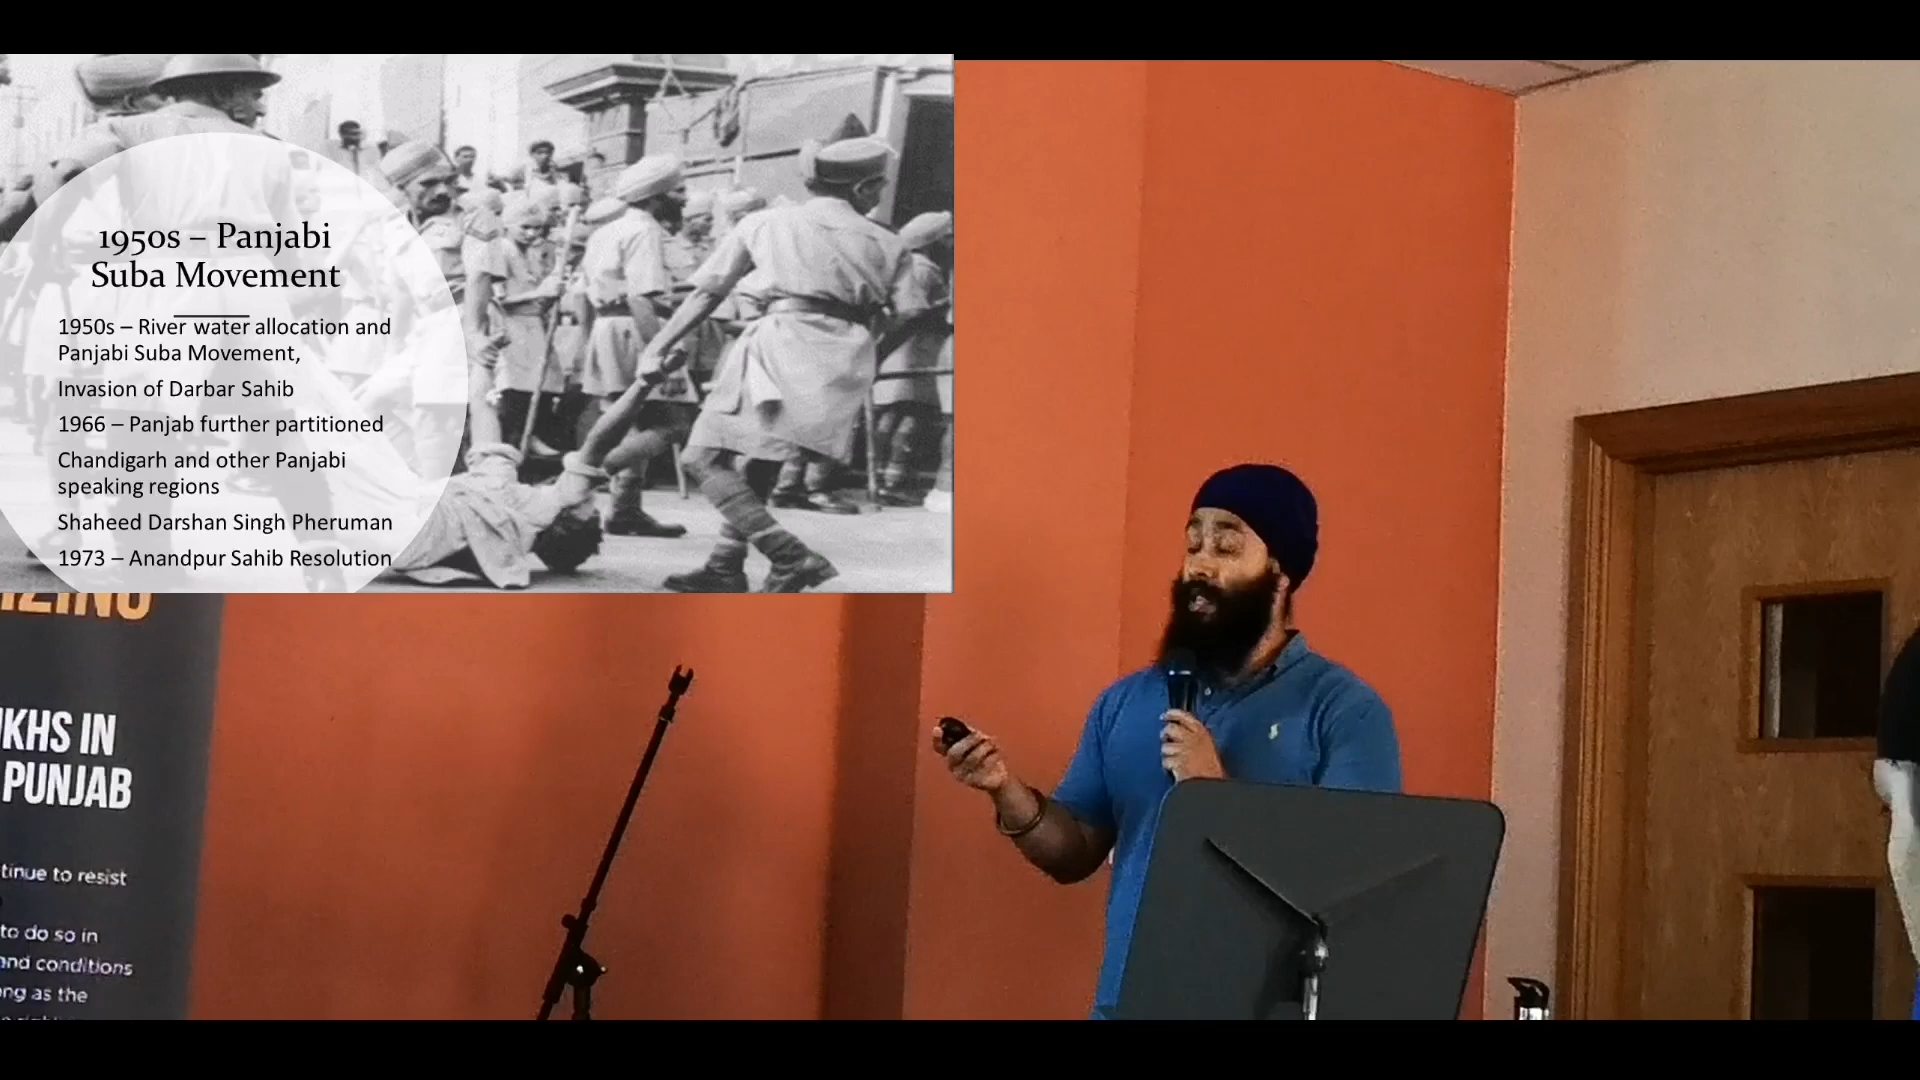 1950s – Panjabi
Suba Movement
1950s – River water allocation and
Panjabi Suba Movement,
Invasion of Darbar Sahib
1966 – Panjab further partitioned
Chandigarh and other Panjabi
speaking regions
Shaheed Darshan Singh Pheruman
1973 – Anandpur Sahib Resolution
IZING
KHS IN
PUNJAB
tinue to resist
to do so in
and conditions
ng as the